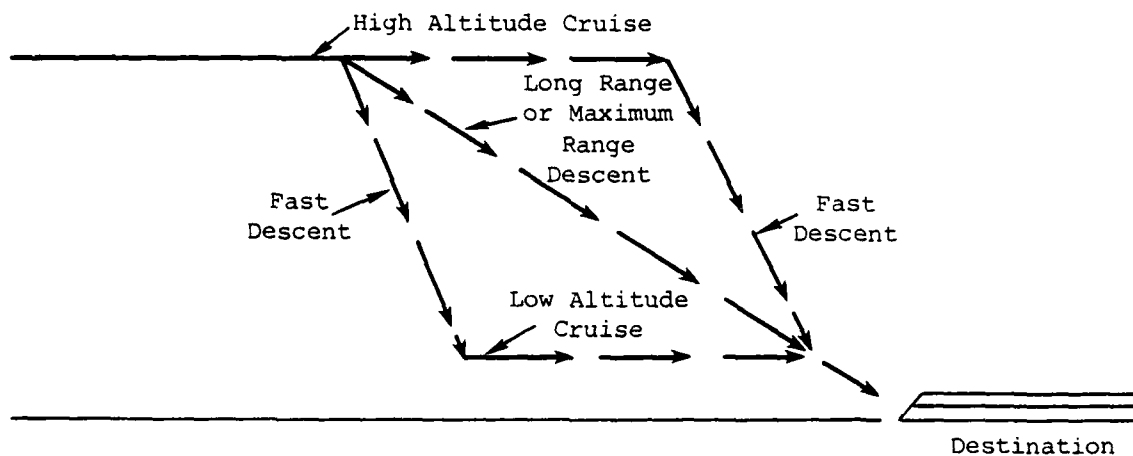 High Altitude Cruise
Long Range
or Maximum
Range
Descent
Fast
Descent
Fast
Descent
Low Altitude
Cruise
Destination